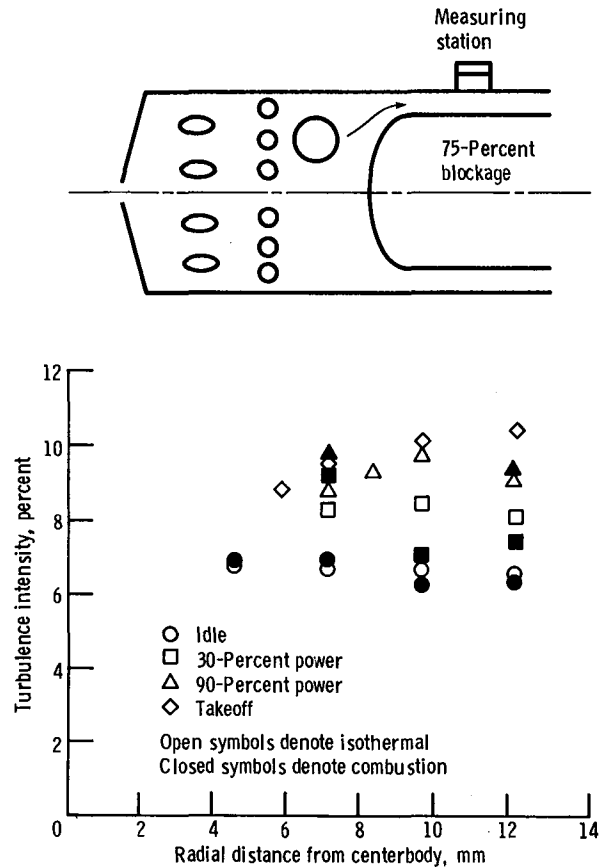 Measuring
station
75-Percent
blockage
12
10
8
6
4
2
0
Turbulence intensity, percent
Idle
30-Percent power
90-Percent power
Takeoff
Open symbols denote isothermal
Closed symbols denote combustion
2
4
6
8
10
12
14
Radial distance from centerbody, mm